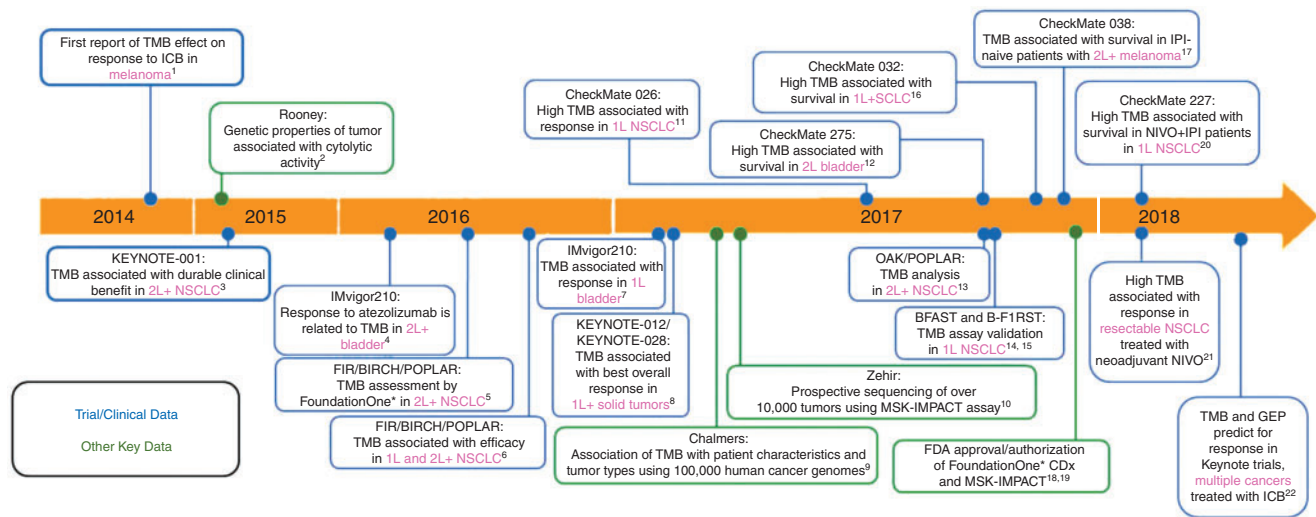 First report of TMB effect on
response to ICB in
melanoma1
Rooney:
Genetic properties of tumor
associated with cytolytic
activity2
CheckMate 026:
High TMB associated with
response in 1L NSCLC11
CheckMate 032:
High TMB associated with
survival in 1L+SCLC16
CheckMate 275:
High TMB associated with
survival in 2L bladder12
CheckMate 038:
TMB associated with survival in IPI-
naive patients with 2L+ melanoma17
CheckMate 227:
High TMB associated with
survival in NIVO+IPI patients
in 1L NSCLC20
2014
2015
2016
2017
2018
KEYNOTE-001:
TMB associated with durable clinical
benefit in 2L+ NSCLC3
IMvigor210:
Response to atezolizumab is
related to TMB in 2L+
bladder4
FIR/BIRCH/POPLAR:
TMB assessment by
FoundationOne* in 2L+ NSCLC5
FIR/BIRCH/POPLAR:
TMB associated with efficacy
in 1L and 2L+ NSCLC6
IMvigor210:
TMB associated with
response in 1L
bladder7
KEYNOTE-012/
KEYNOTE-028:
TMB associated
with best overall
response in
1L+ solid tumors8
Chalmers:
Association of TMB with patient characteristics and
tumor types using 100,000 human cancer genomes9
Zehir:
Prospective sequencing of over
10,000 tumors using MSK-IMPACT assay10
OAK/POPLAR:
TMB analysis
in 2L+ NSCLC13
BFAST and B-F1RST:
TMB assay validation
in 1L NSCLC14, 15
FDA approval/authorization
of FoundationOne* CDx
and MSK-IMPACT18,19
High TMB
associated with
response in
resectable NSCLC
treated with
neoadjuvant NIVO21
TMB and GEP
predict for
response in
Keynote trials,
multiple cancers
treated with ICB22
Trial/Clinical Data
Other Key Data